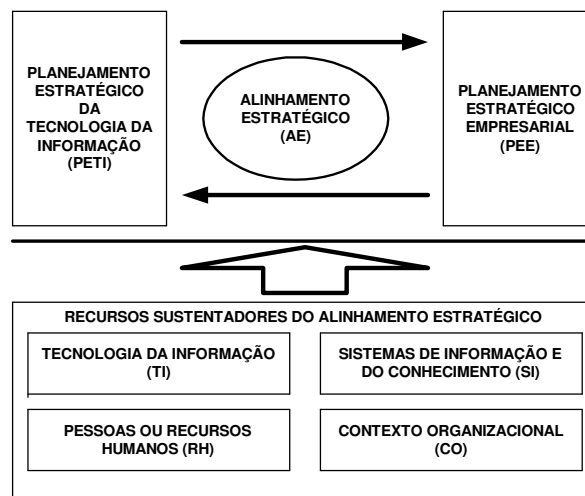 PLANEJAMENTO
ESTRATÉGICO
DA
TECNOLOGIA DA
INFORMAÇÃO
(PETI)
ALINHAMENTO
ESTRATÉGICO
(AE)
PLANEJAMENTO
ESTRATÉGICO
EMPRESARIAL
(PEE)
RECURSOS SUSTENTADORES DO ALINHAMENTO ESTRATÉGICO
TECNOLOGIA DA INFORMAÇÃO
(TI)
SISTEMAS DE INFORMAÇÃO E
DO CONHECIMENTO (SI)
PESSOAS OU RECURSOS
HUMANOS (RH)
CONTEXTO ORGANIZACIONAL
(CO)